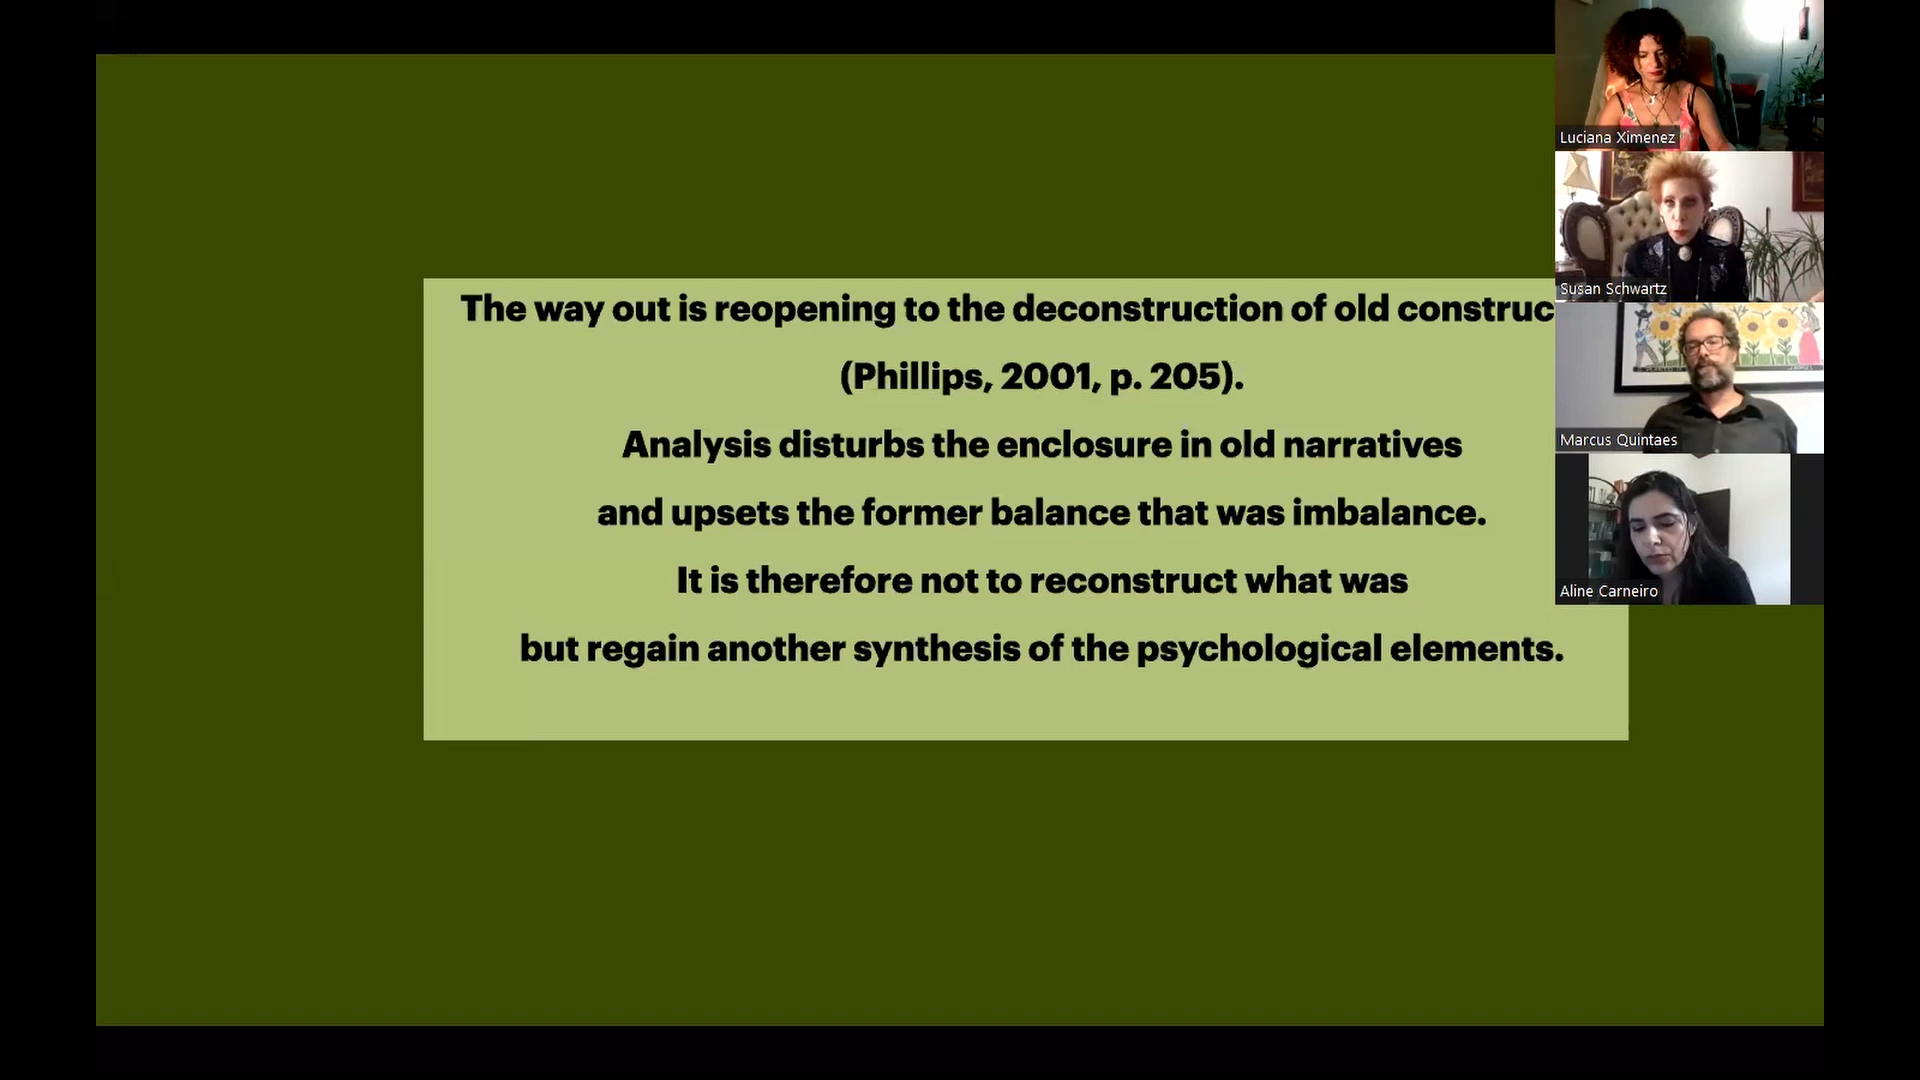 The way out is reopening to the deconstruction of old construc
(Phillips, 2001, p. 205).
Analysis disturbs the enclosure in old narratives
and upsets the former balance that was imbalance.
It is therefore not to reconstruct what was
but regain another synthesis of the psychological elements.
Luciana Ximenez
Susan Schwartz
Marcus Quintaes
Aline Carneiro